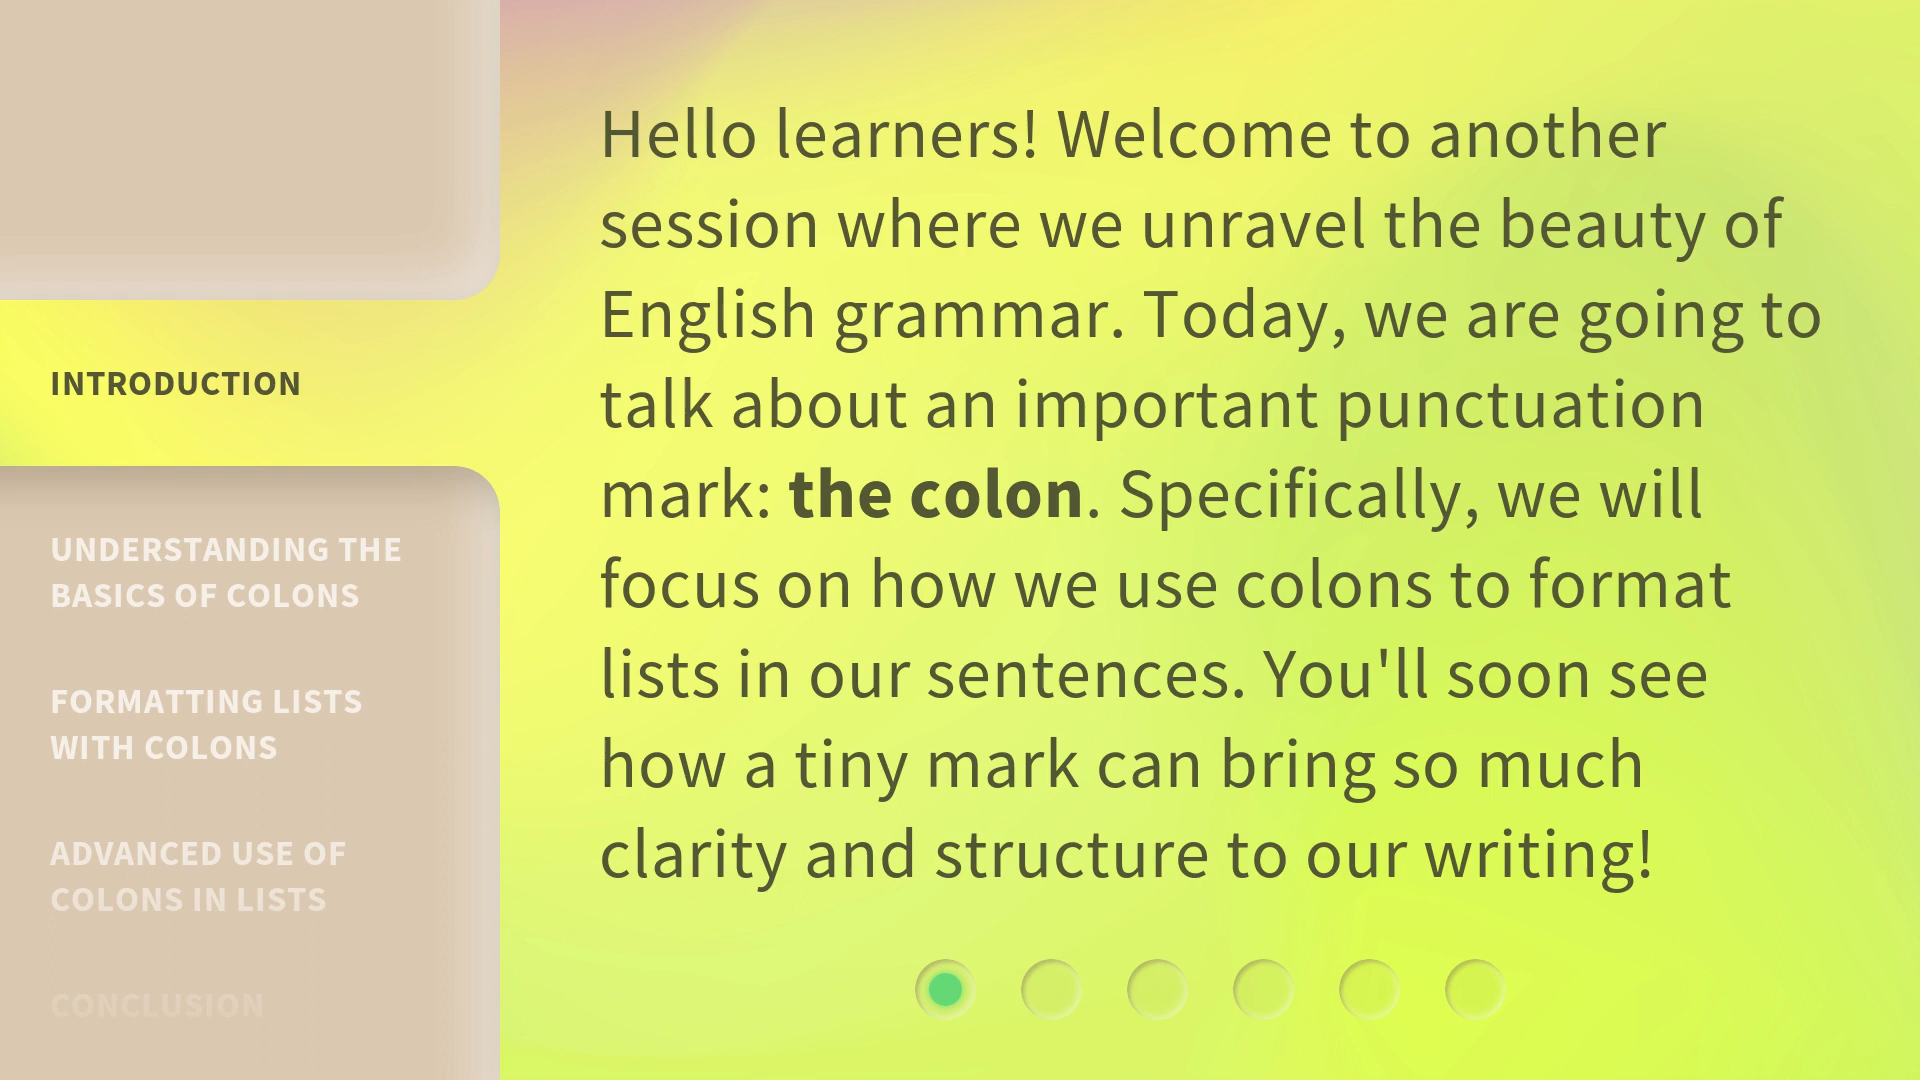 INTRODUCTION
UNDERSTANDING THE
BASICS OF COLONS
FORMATTING LISTS
WITH COLONS
ADVANCED USE OF
COLONS IN LISTS
CONCLUSION
Hello learners! Welcome to another
session where we unravel the beauty of
English grammar. Today, we are going to
talk about an important punctuation
mark: the colon. Specifically, we will
focus on how we use colons to format
lists in our sentences. You'll soon see
how a tiny mark can bring so much
clarity and structure to our writing!